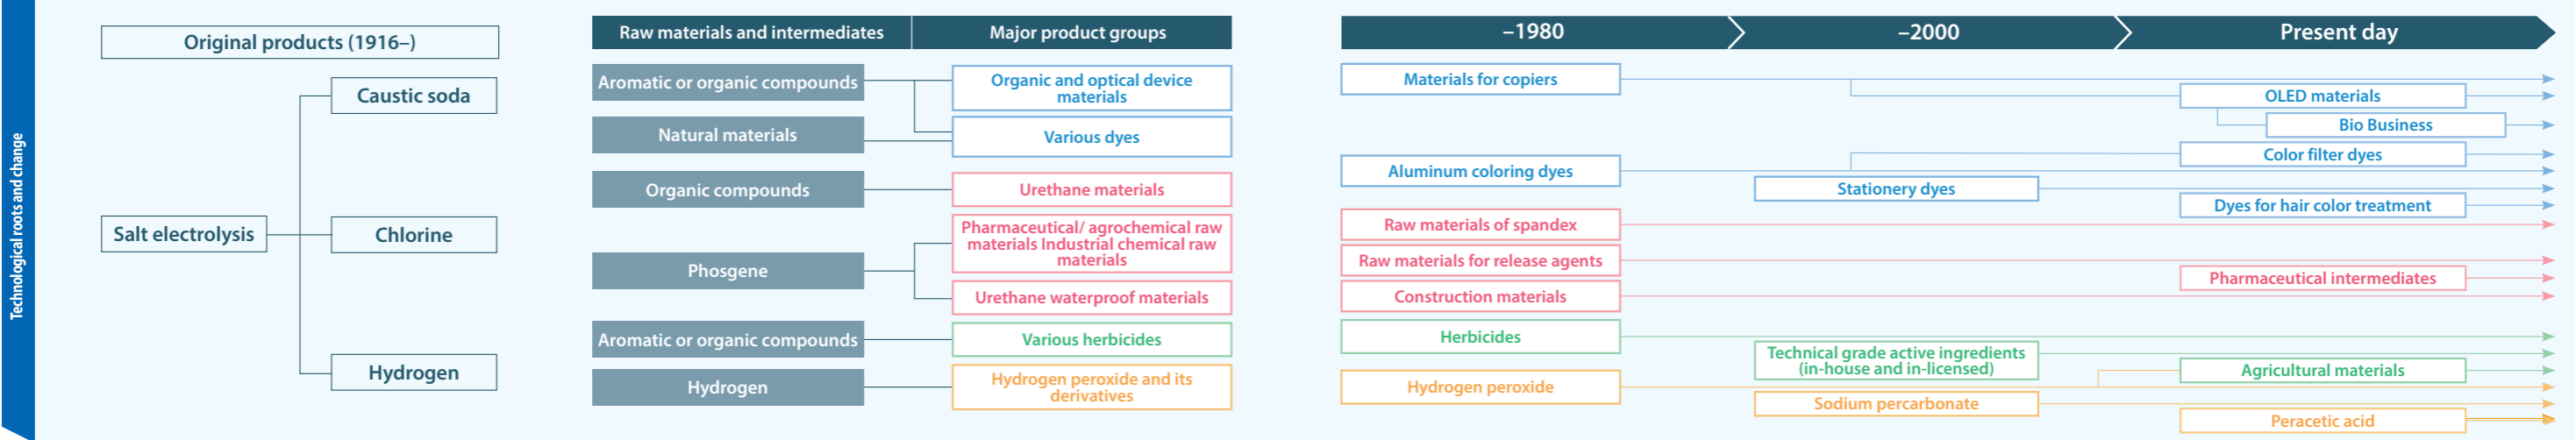 Technological roots and change
Original products (1916–)
Salt electrolysis
Caustic soda
Chlorine
Hydrogen
Raw materials and intermediates
Major product groups
Aromatic or organic compounds
Natural materials
Organic compounds
Phosgene
Aromatic or organic compounds
Hydrogen
Organic and optical device
materials
Various dyes
Urethane materials
Pharmaceutical/ agrochemical raw
materials Industrial chemical raw
materials
Urethane waterproof materials
Various herbicides
Hydrogen peroxide and its
derivatives
–1980
–2000
Present day
Materials for copiers
OLED materials
Bio Business
Color filter dyes
Aluminum coloring dyes
Stationery dyes
Dyes for hair color treatment
Raw materials of spandex
Raw materials for release agents
Pharmaceutical intermediates
Construction materials
Herbicides
Technical grade active ingredients
(in-house and in-licensed)
Agricultural materials
Hydrogen peroxide
Sodium percarbonate
Peracetic acid